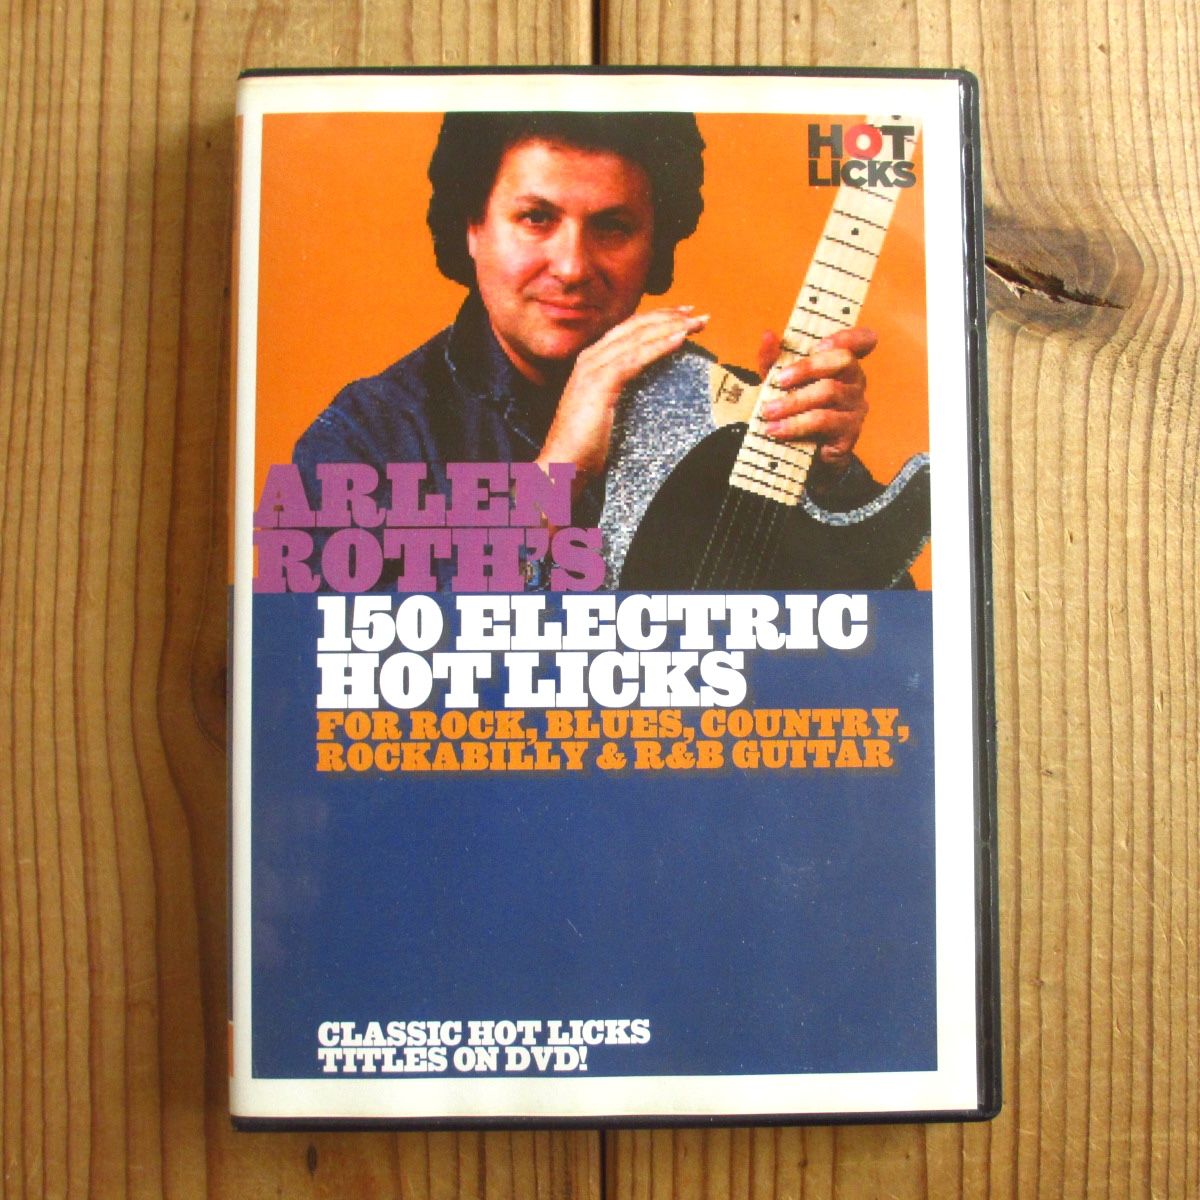 HOT
LICKS
ARLEN
ROTH'S
150 ELECTRIC
HOT LICKS
FOR ROCK, BLUES, COUNTRY,
ROCKABILLY & R&B GUITAR
CLASSIC HOT LICKS
TITLES ON DVD!